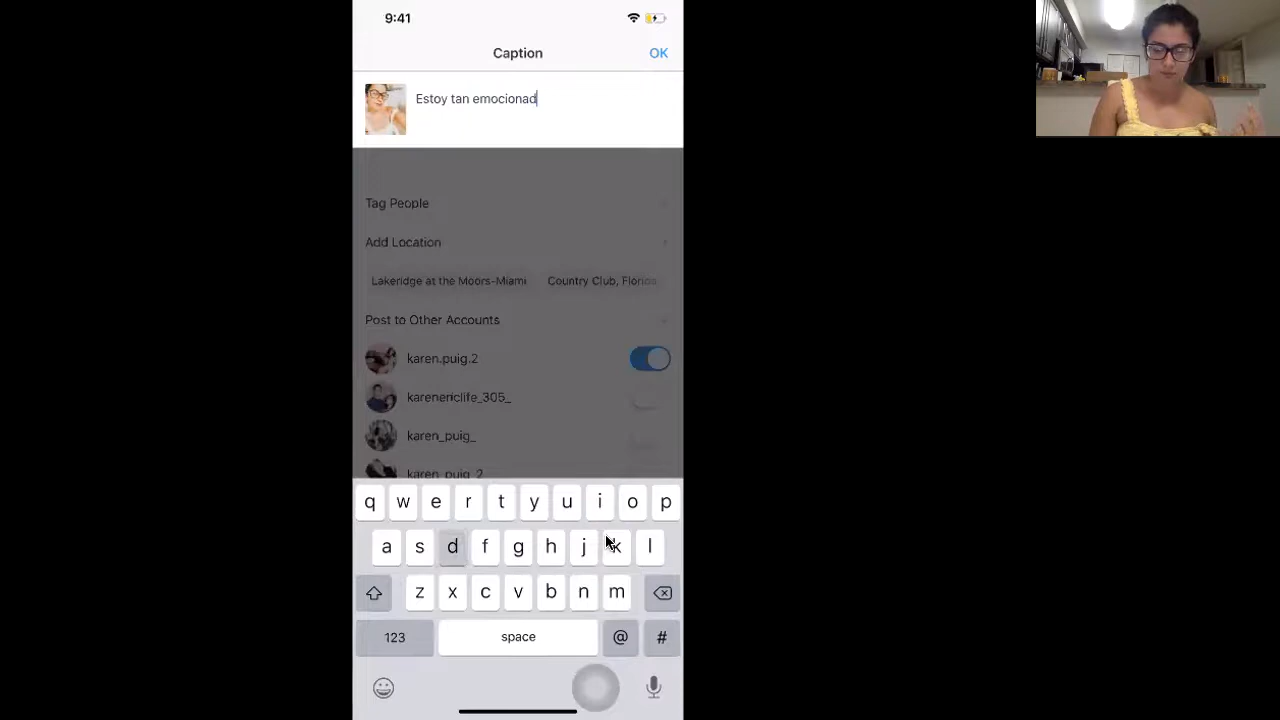 9:41
Caption OK
Estoy tan emocionad
Tag People
Add Location
Lakeridge at the Moors-Miami Country Club, Florida
Post to Other Accounts
karen.puig.2
karenericlife_305_
karen_puig_
karen_puig_2
q w e r t y u i o p
a s d f g h j k l
z x c v b n m
123 space @ #